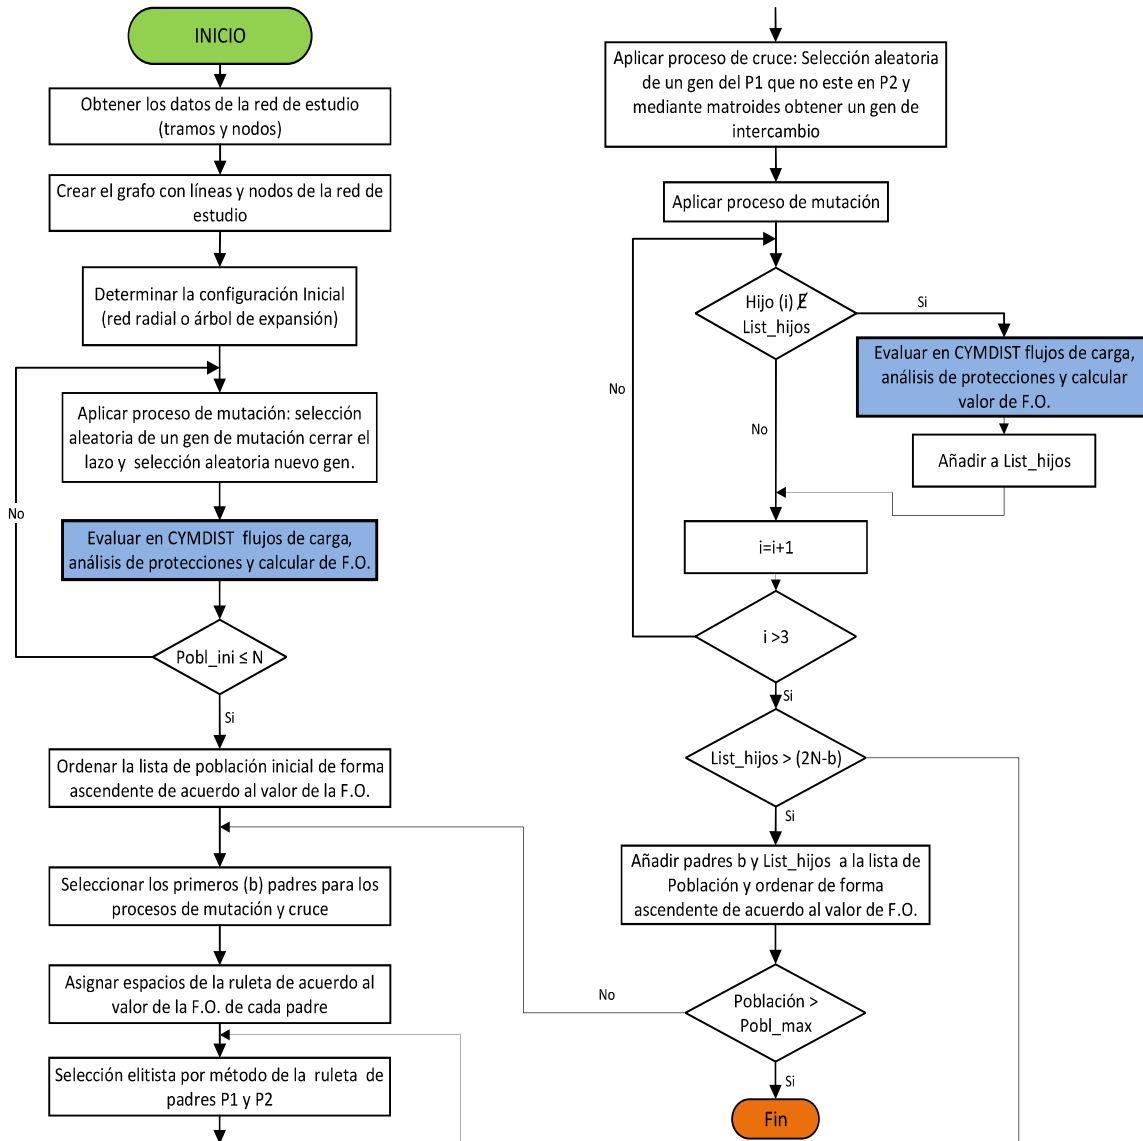 INICIO
Obtener los datos de la red de estudio
(tramos y nodos)
Crear el grafo con líneas y nodos de la red de
estudio
Determinar la configuración Inicial
(red radial o árbol de expansión)
Aplicar proceso de mutación: selección
aleatoria de un gen de mutación cerrar el
lazo y selección aleatoria nuevo gen.
No
Evaluar en CYMDIST flujos de carga,
análisis de protecciones y calcular de F.O.
Pobl_ini ≤ N
Si
Ordenar la lista de población inicial de forma
ascendente de acuerdo al valor de la F.O.
Seleccionar los primeros (b) padres para los
procesos de mutación y cruce
Asignar espacios de la ruleta de acuerdo al
valor de la F.O. de cada padre
Selección elitista por método de la ruleta de
padres P1 y P2
Aplicar proceso de cruce: Selección aleatoria
de un gen del P1 que no este en P2 y
mediante matroides obtener un gen de
intercambio
Aplicar proceso de mutación
Hijo (i) Ɇ
List_hijos
Si
Evaluar en CYMDIST flujos de carga,
análisis de protecciones y calcular
valor de F.O.
No
No
Añadir a List_hijos
i=i+1
i >3
Si
List_hijos > (2N-b)
Si
Añadir padres b y List_hijos a la lista de
Población y ordenar de forma
ascendente de acuerdo al valor de F.O.
No
Población >
Pobl_max
Si
Fin